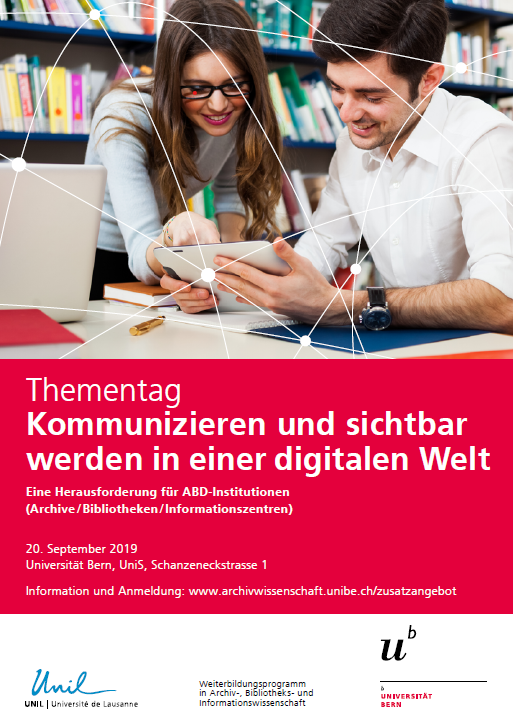 Thementag
Kommunizieren und sichtbar
werden in einer digitalen Welt
Eine Herausforderung für ABD-Institutionen
(Archive/Bibliotheken/Informationszentren)
20. September 2019
Universität Bern, UniS, Schanzeneckstrasse 1
Information und Anmeldung: www.archivwissenschaft.unibe.ch/zusatzangebot
Unil
UNIL | Université de Lausanne
Weiterbildungsprogramm
in Archiv-, Bibliotheks- und
Informationswissenschaft
u b
b
UNIVERSITÄT
BERN